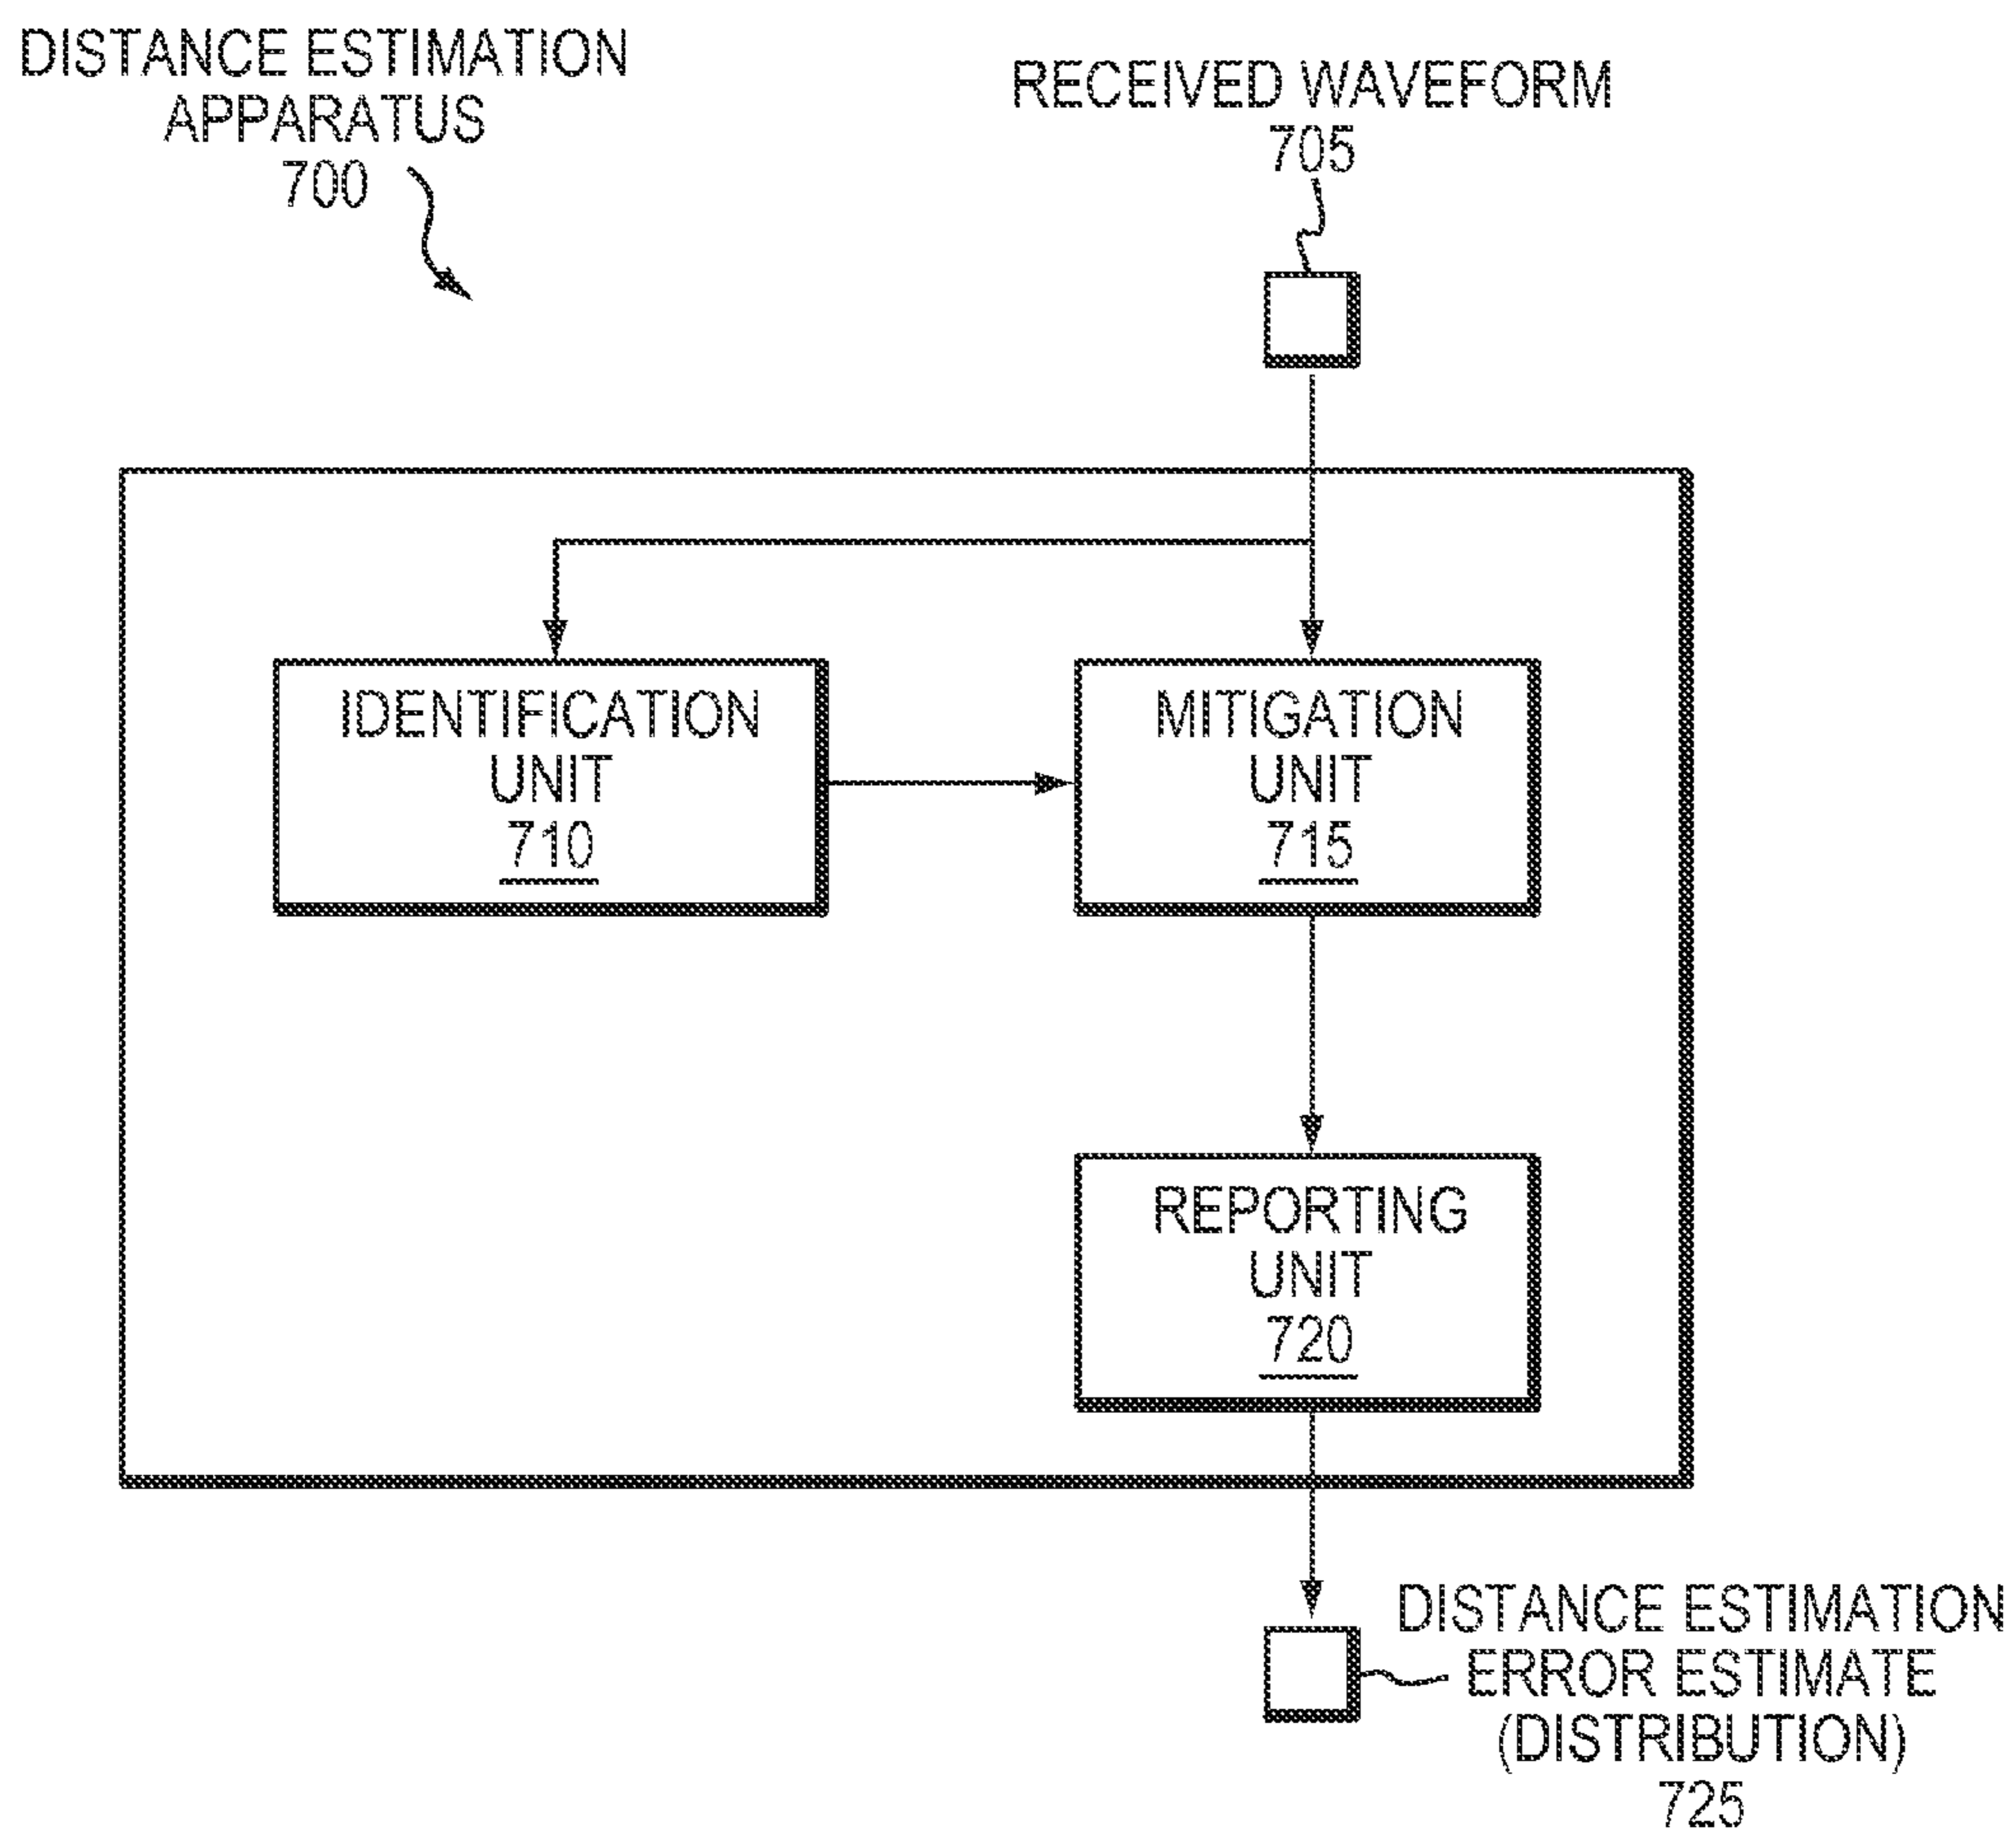 DISTANCE ESTIMATION
APPARATUS
700
RECEIVED WAVEFORM
705
IDENTIFICATION
UNIT
710
MITIGATION
UNIT
715
REPORTING
UNIT
720
DISTANCE ESTIMATION
ERROR ESTIMATE
(DISTRIBUTION)
725